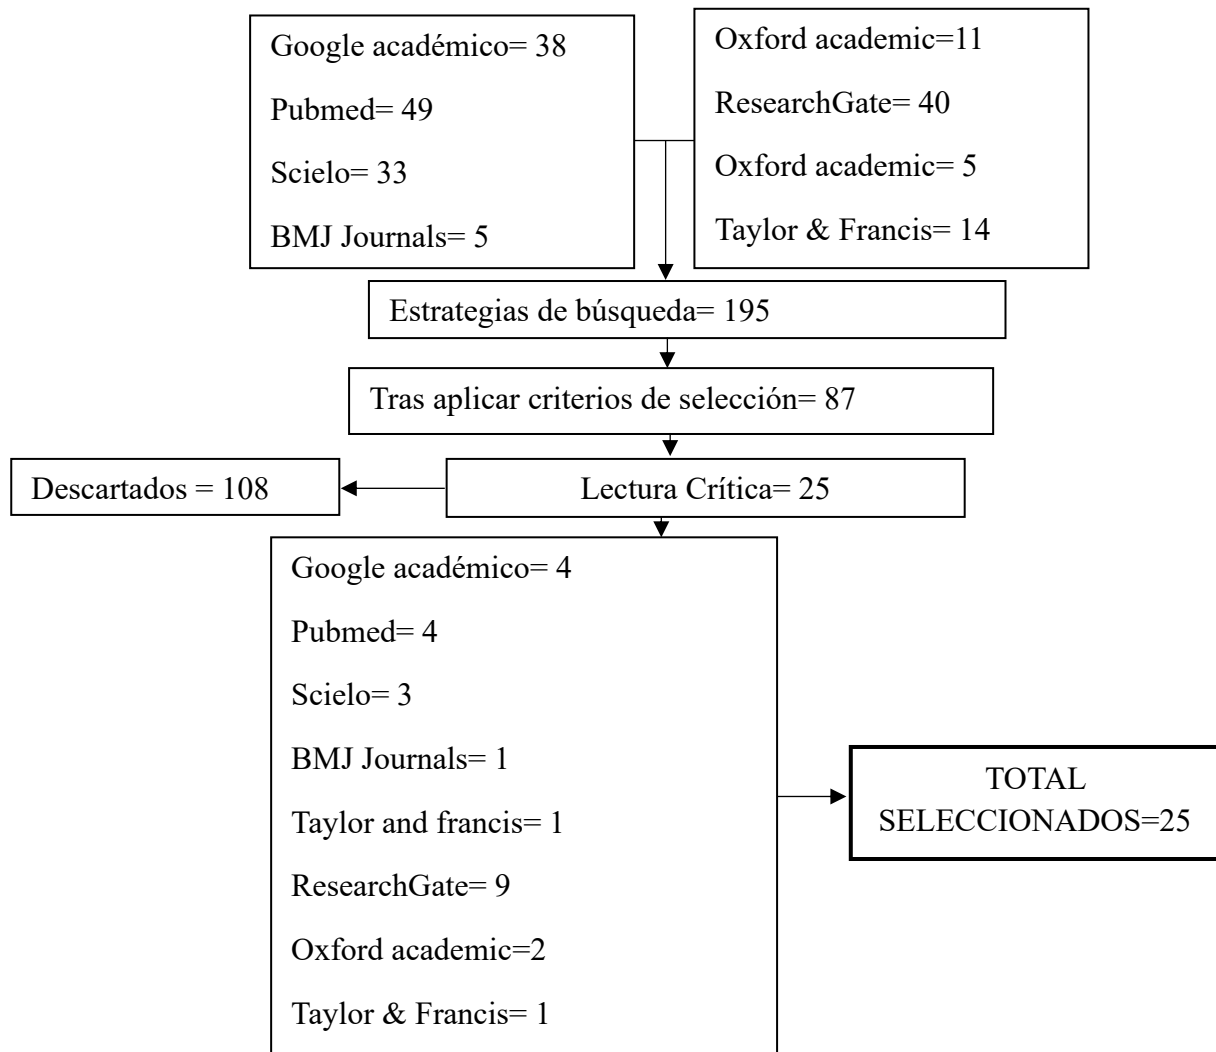 Google académico= 38
Pubmed= 49
Scielo= 33
BMJ Journals= 5
Oxford academic=11
ResearchGate= 40
Oxford academic= 5
Taylor & Francis= 14
Estrategias de búsqueda= 195
Tras aplicar criterios de selección= 87
Descartados = 108
Lectura Crítica= 25
Google académico= 4
Pubmed= 4
Scielo= 3
BMJ Journals= 1
Taylor and francis= 1
ResearchGate= 9
Oxford academic=2
Taylor & Francis= 1
TOTAL
SELECCIONADOS=25